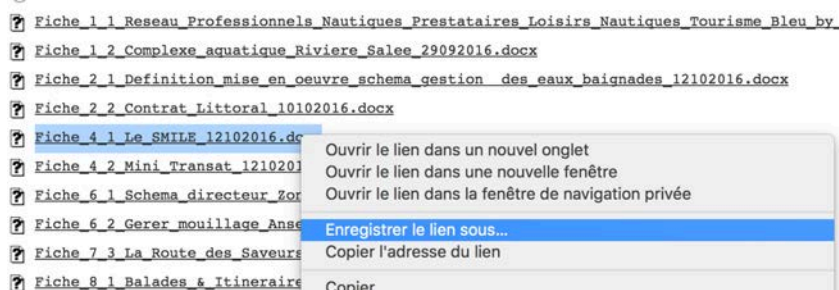 Fiche_1_1_Reseau_Professionnels_Nautiques_Prestataires_Loisirs_Nautiques_Tourisme_Bleu_by_
Fiche_1_2_Complexe_aquatique_Riviere_Salee_29092016.docx
Fiche_2_1_Definition_mise_en_oeuvre_schema_gestion__des_eaux_baignades_12102016.docx
Fiche_2_2_Contrat_Littoral_10102016.docx
Fiche_4_1_Le_SMILE_12102016.do
Ouvrir le lien dans un nouvel onglet
Fiche_4_2_Mini_Transat_1210201
Ouvrir le lien dans une nouvelle fenêtre
Ouvrir le lien dans la fenêtre de navigation privée
Fiche_6_1_Schema_directeur_Zon
Fiche_6_2_Gerer_mouillage_Anse
Enregistrer le lien sous...
Fiche_7_3_La_Route_des_Saveurs
Copier l'adresse du lien
Fiche_8_1_Balades_&_Itineraire
Copier